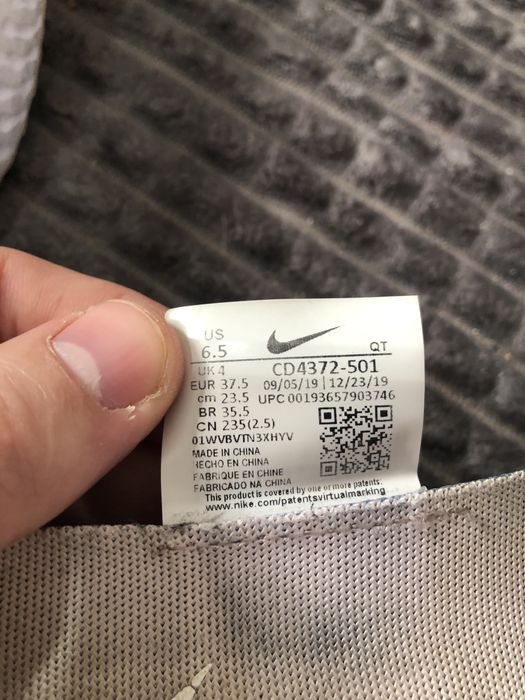 US
6.5
QT
UK 4
CD4372-501
EUR 37.5
09/05/19 | 12/23/19
cm 23.5
UPC 00193657903746
BR 35.5
CN 235(2.5)
01WVBVTN3XHYV
MADE IN CHINA
HECHO EN CHINA
FABRIQUE EN CHINE
FABRICADO NA CHINA
This product is covered by one or more patents:
www.nike.com/patentsvirtualmarking